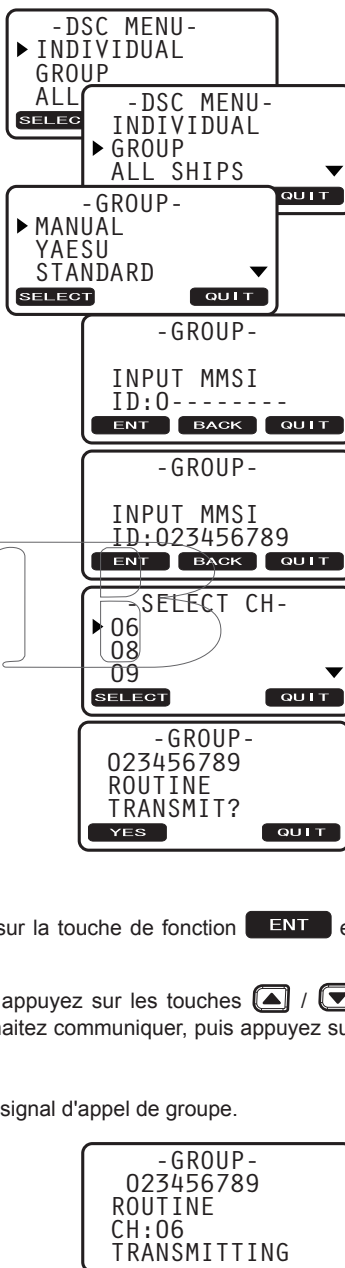 -DSC MENU-
INDIVIDUAL
GROUP
ALL
-DSC MENU-
INDIVIDUAL
GROUP
ALL SHIPS
QUIT
-GROUP-
MANUAL
YAESU
STANDARD
SELECT QUIT
-GROUP-
INPUT MMSI
ID:0--------
ENT BACK QUIT
-GROUP-
INPUT MMSI
ID:023456789
ENT BACK QUIT
-SELECT CH-
06
08
09
SELECT QUIT
-GROUP-
023456789
ROUTINE
TRANSMIT?
YES QUIT
sur la touche de fonction ENT
appuyez sur les touches ▲ / ▼
haitez communiquer, puis appuyez su
signal d'appel de groupe.
-GROUP-
023456789
ROUTINE
CH:06
TRANSMITTING